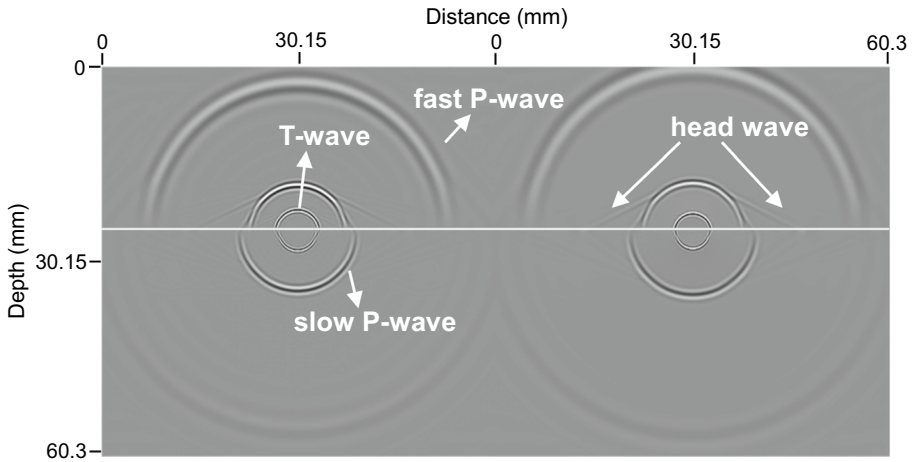 Distance (mm)
0 30.15 0 30.15 60.3
0
fast P-wave
T-wave
head wave
Depth (mm)
30.15
slow P-wave
60.3